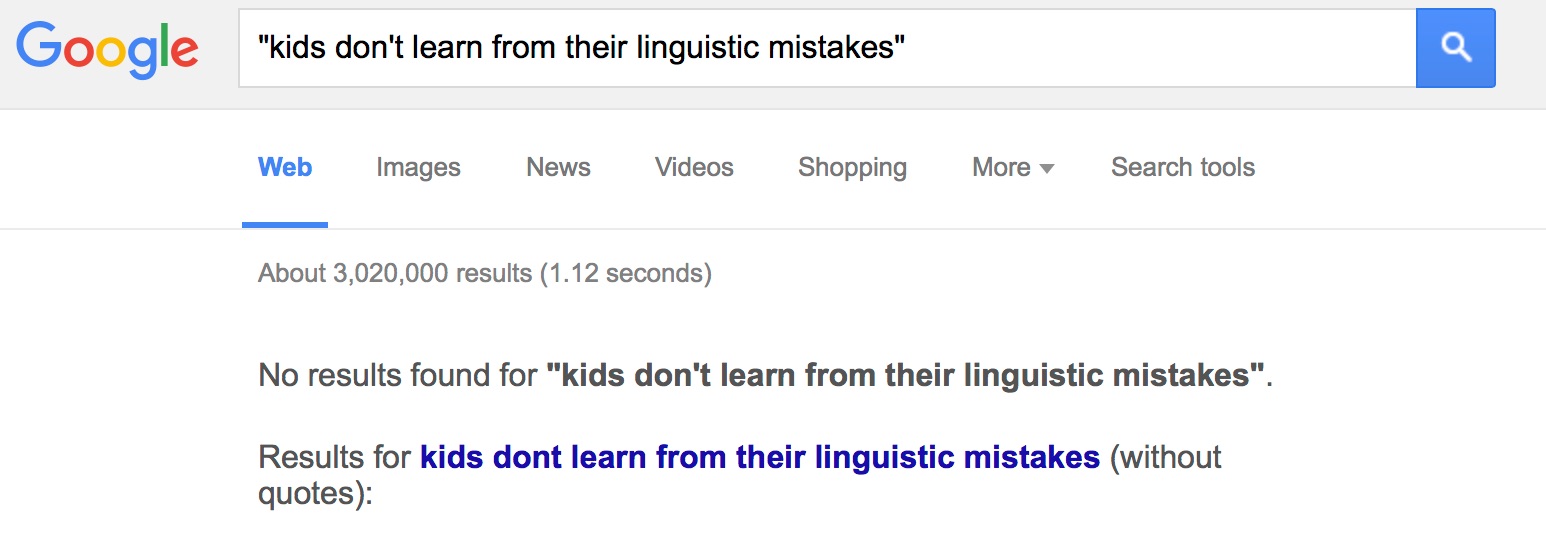 Google "kids don't learn from their linguistic mistakes"
Web Images News Videos Shopping More Search tools
About 3,020,000 results (1.12 seconds)
No results found for "kids don't learn from their linguistic mistakes".
Results for kids dont learn from their linguistic mistakes (without
quotes):